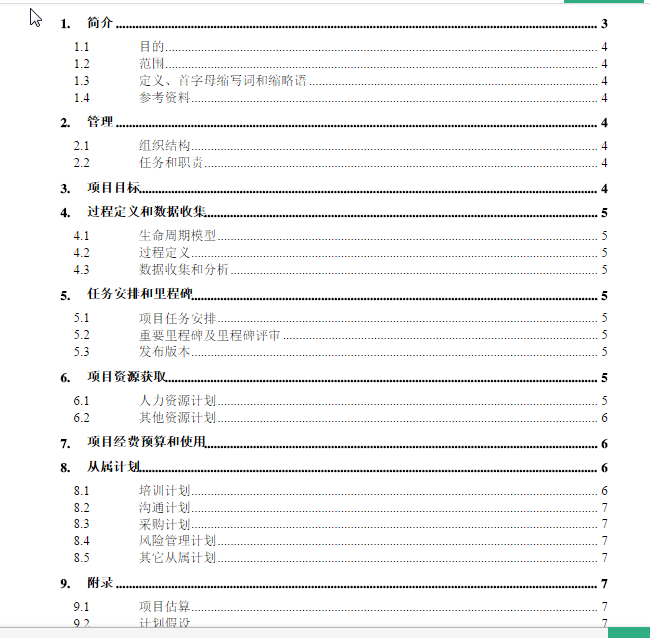 1. 简介 3
1.1 目的 4
1.2 范围 4
1.3 定义、首字母缩写词和缩略语 4
1.4 参考资料 4
2. 管理 4
2.1 组织结构 4
2.2 任务和职责 4
3. 项目目标 4
4. 过程定义和数据收集 5
4.1 生命周期模型 5
4.2 过程定义 5
4.3 数据收集和分析 5
5. 任务安排和里程碑 5
5.1 项目任务安排 5
5.2 重要里程碑及里程碑评审 5
5.3 发布版本 5
6. 项目资源获取 5
6.1 人力资源计划 5
6.2 其他资源计划 6
7. 项目经费预算和使用 6
8. 从属计划 6
8.1 培训计划 6
8.2 沟通计划 7
8.3 采购计划 7
8.4 风险管理计划 7
8.5 其它从属计划 7
9. 附录 7
9.1 项目估算 7
9.2 计划假设 7